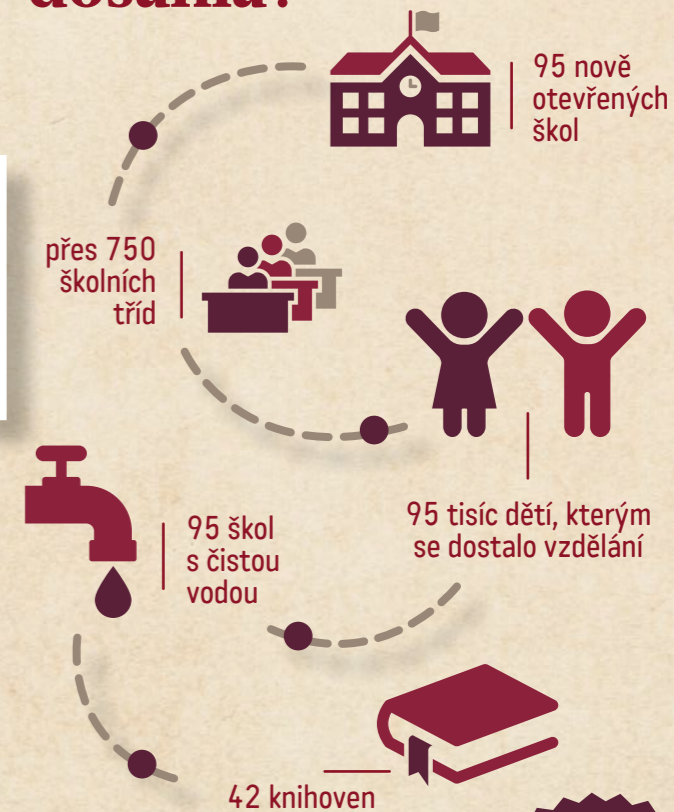 95 nově
otevřených
škol
přes 750
školních
tříd
95 tisíc dětí, kterým
se dostalo vzdělání
95 škol
s čistou
vodou
42 knihoven